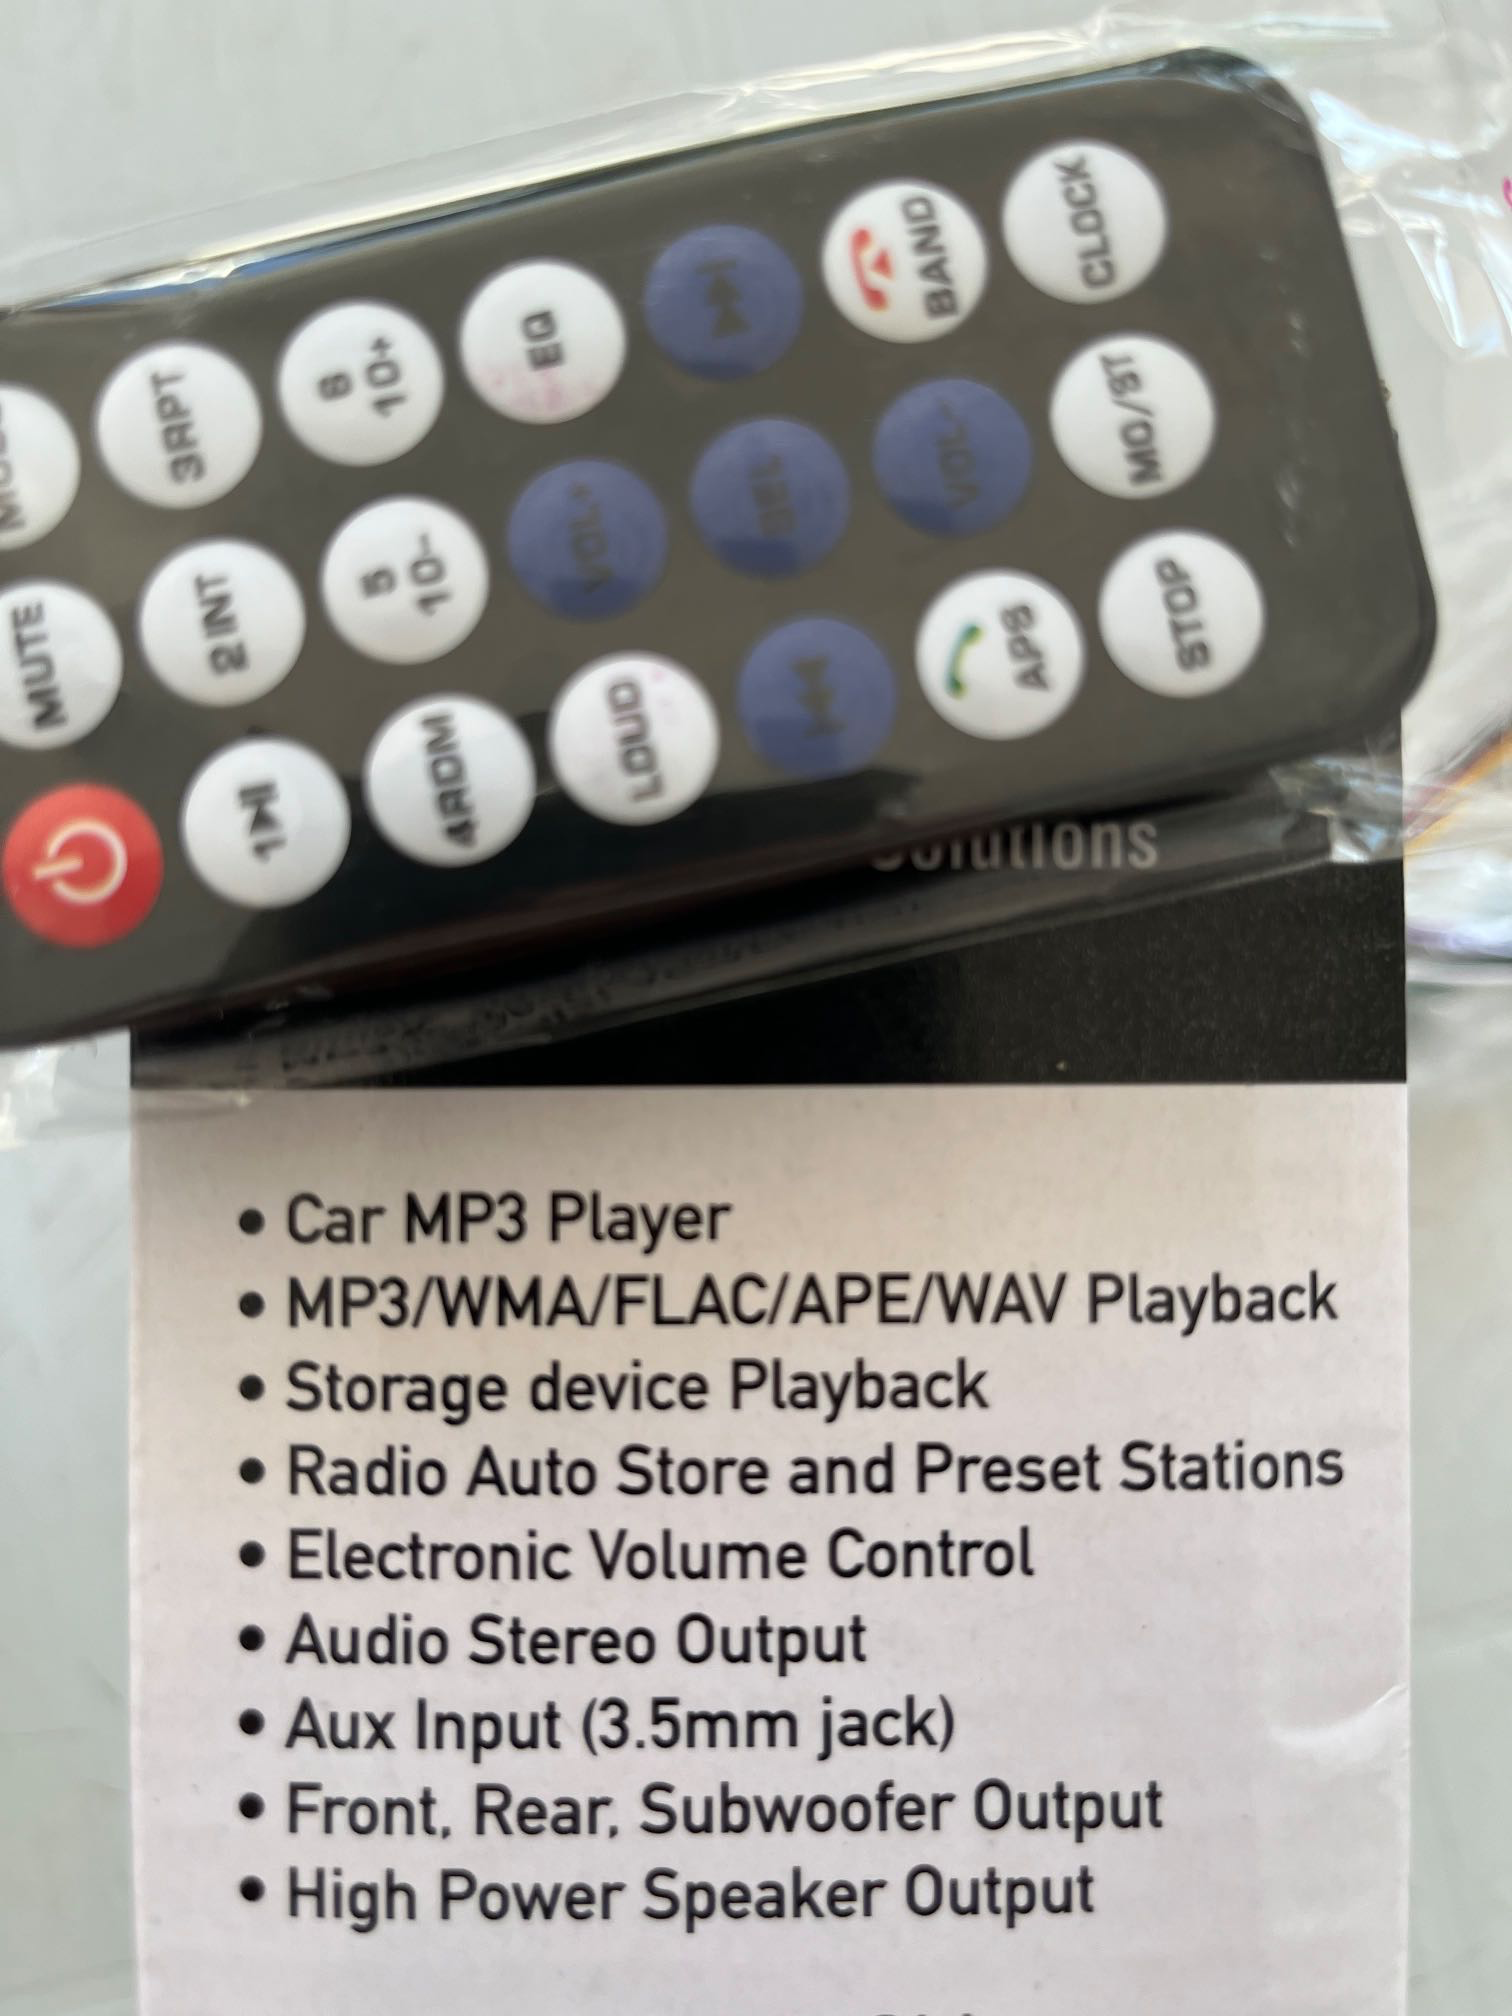 CLOCK
BAND
EQ
6
10+
3RPT
MO/ST
VOL-
SEL
VOL+
5
10-
2INT
MUTE
STOP
APS
LOUD
4RDM
1
• Car MP3 Player
• MP3/WMA/FLAC/APE/WAV Playback
• Storage device Playback
• Radio Auto Store and Preset Stations
• Electronic Volume Control
• Audio Stereo Output
• Aux Input (3.5mm jack)
• Front, Rear, Subwoofer Output
• High Power Speaker Output